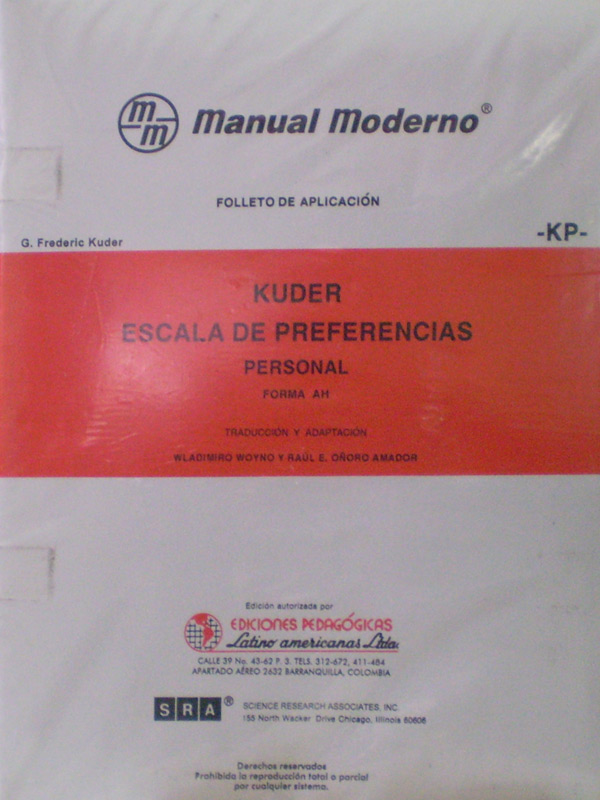 mm Manual Moderno®
FOLLETO DE APLICACIÓN
-KP-
G. Frederic Kuder
KUDER
ESCALA DE PREFERENCIAS
PERSONAL
FORMA AH
TRADUCCIÓN Y ADAPTACIÓN
WLADIMIRO WOYNO Y RAÚL E. OÑORO AMADOR
Edición autorizada por
EDICIONES PEDAGÓGICAS
Latino americanas Ltda.
CALLE 39 No. 43-62 P. 3. TELS. 312-672, 411-484
APARTADO AÉREO 2632 BARRANQUILLA, COLOMBIA
SRA® SCIENCE RESEARCH ASSOCIATES, INC.
155 North Wacker Drive Chicago, Illinois 60606
Derechos reservados
Prohibida la reproducción total o parcial
por cualquier sistema.